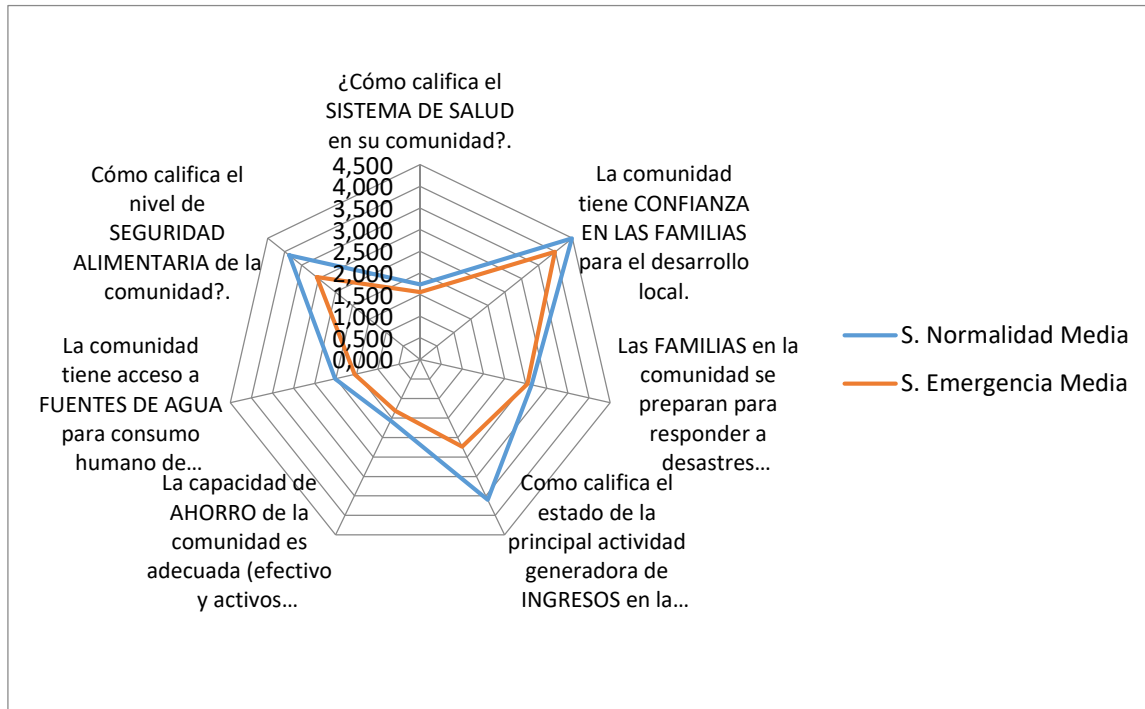 ¿Cómo califica el
SISTEMA DE SALUD
en su comunidad?.
4,500
4,000
3,500
3,000
2,500
2,000
1,500
1,000
0,500
0,000
La comunidad
tiene CONFIANZA
EN LAS FAMILIAS
para el desarrollo
local.
Las FAMILIAS en la
comunidad se
preparan para
responder a
desastres…
Como califica el
estado de la
principal actividad
generadora de
INGRESOS en la…
La capacidad de
AHORRO de la
comunidad es
adecuada (efectivo
y activos…
La comunidad
tiene acceso a
FUENTES DE AGUA
para consumo
humano de…
Cómo califica el
nivel de
SEGURIDAD
ALIMENTARIA de la
comunidad?.
S. Normalidad Media
S. Emergencia Media